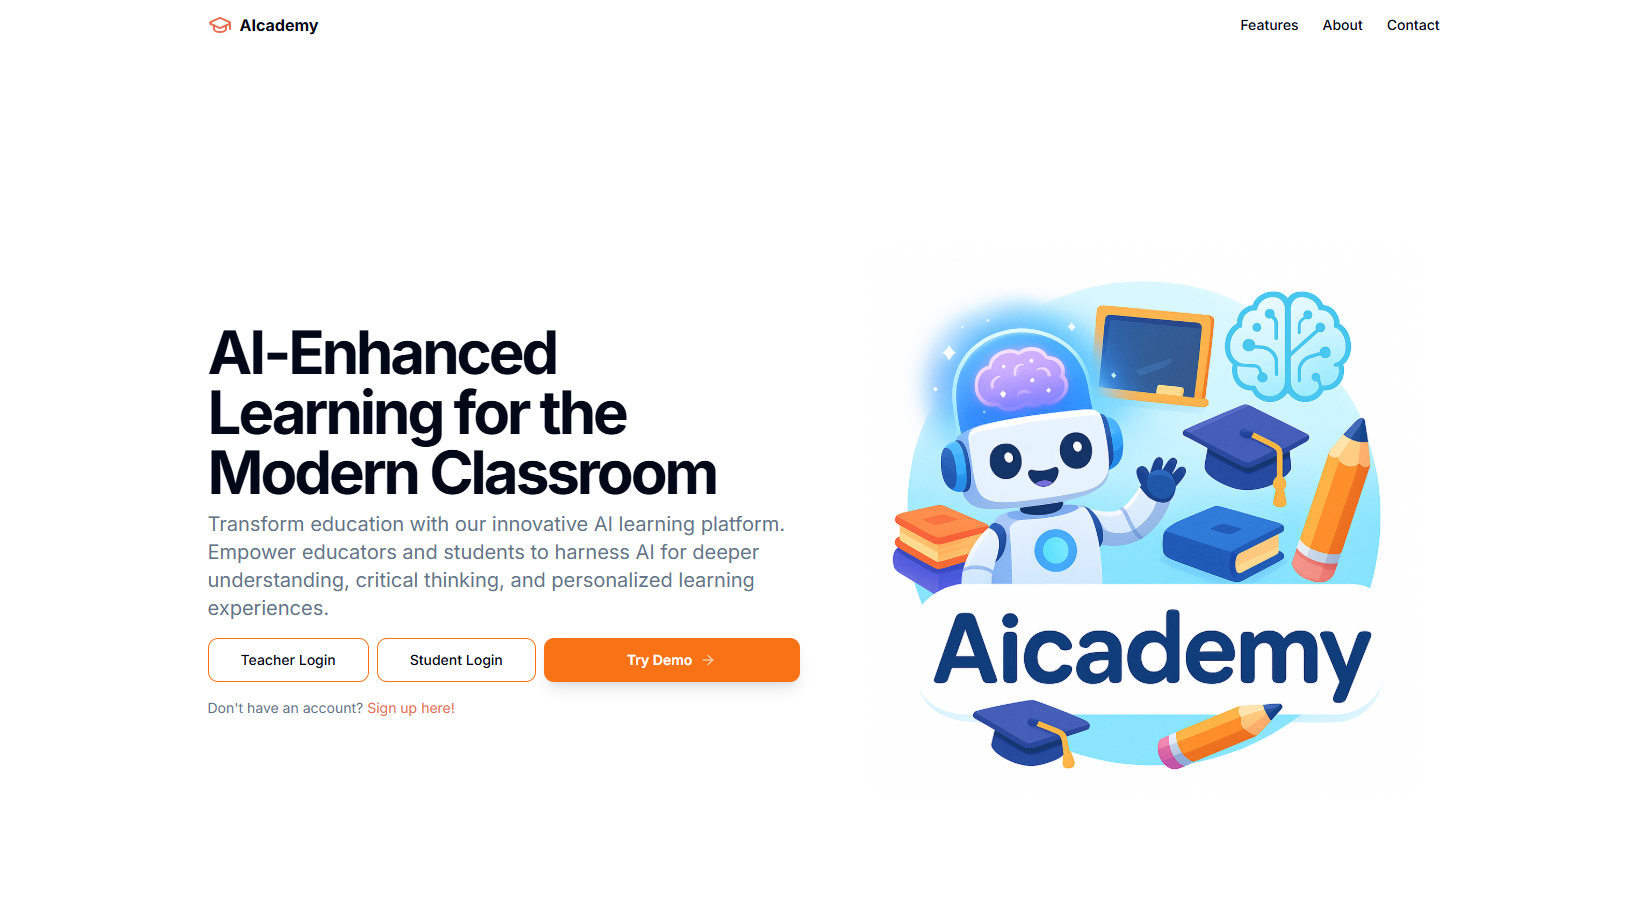 AIcademy
Features
About
Contact
AI-Enhanced
Learning for the
Modern Classroom
Transform education with our innovative AI learning platform.
Empower educators and students to harness AI for deeper
understanding, critical thinking, and personalized learning
experiences.
Teacher Login
Student Login
Try Demo →
Don't have an account? Sign up here!
Aicademy